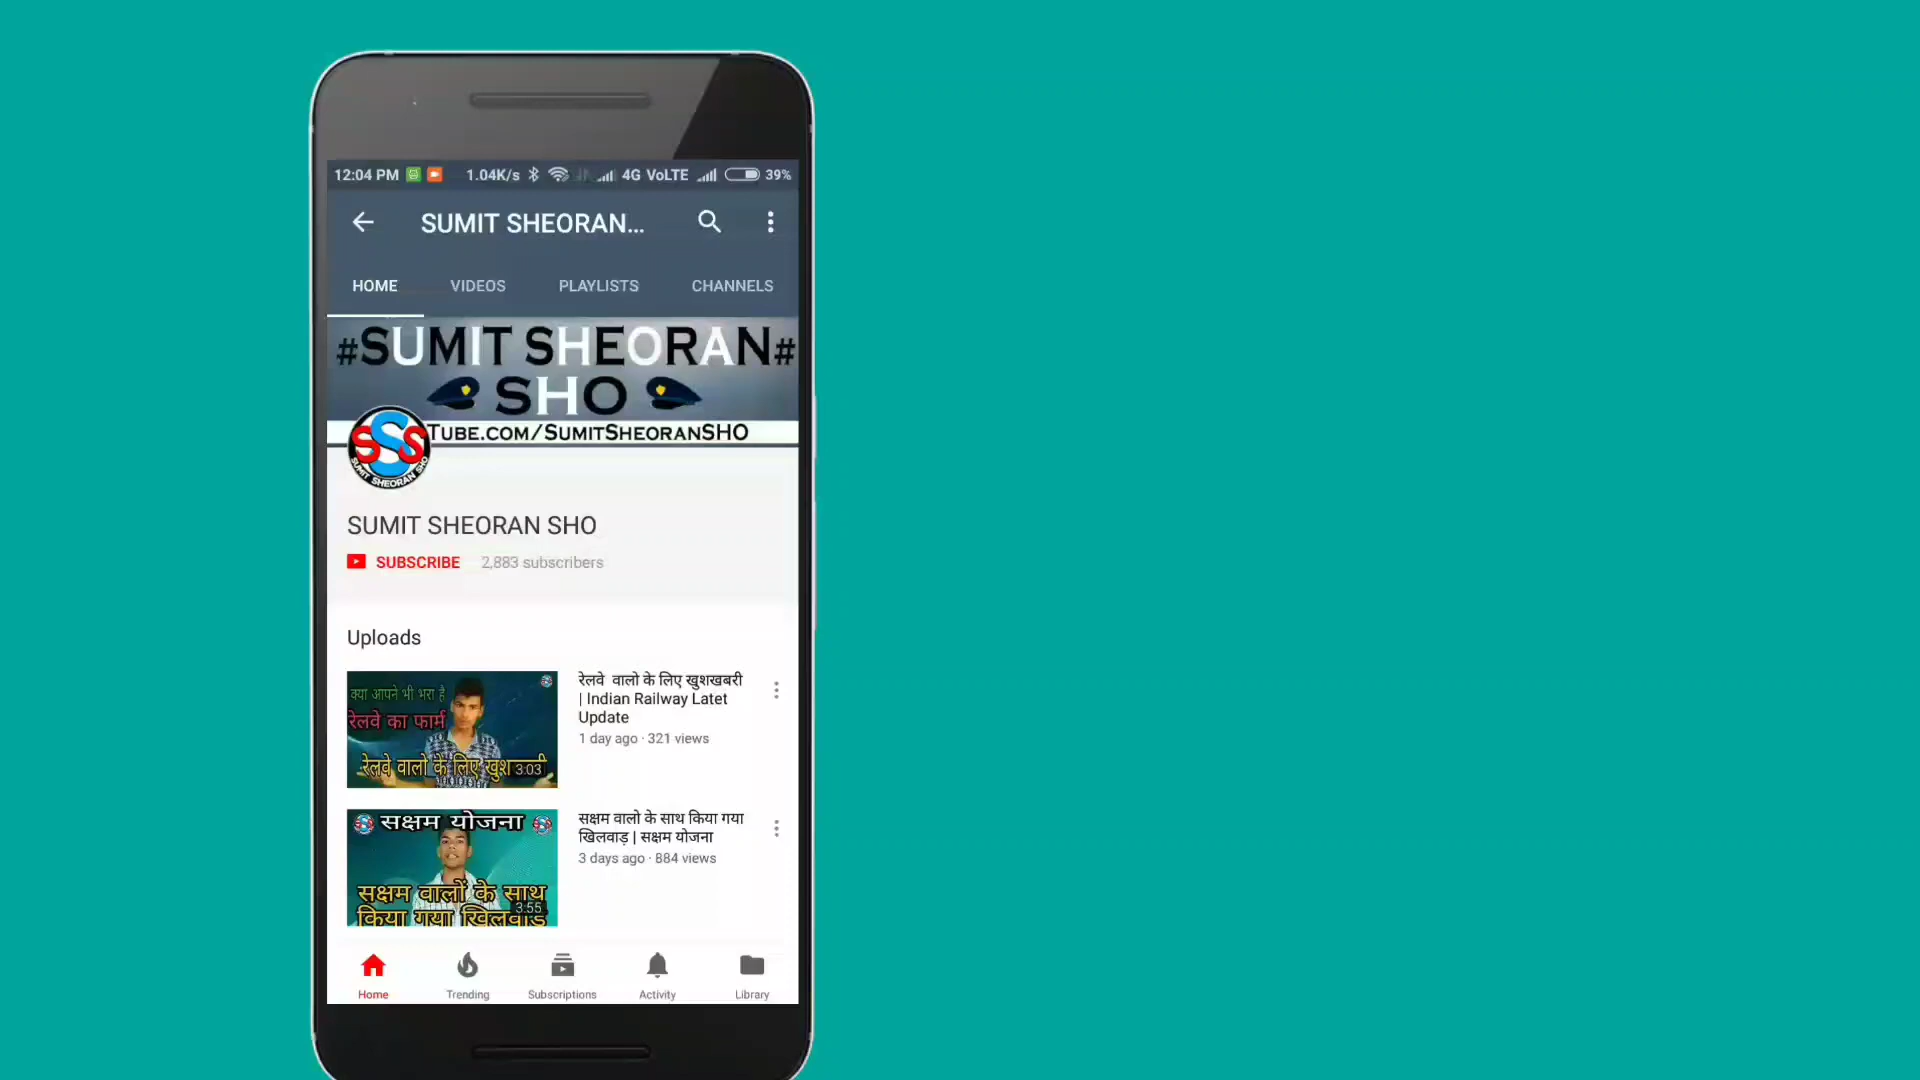 12:04 PM 1.04K/s 4G VoLTE 39%
SUMIT SHEORAN...
HOME VIDEOS PLAYLISTS CHANNELS
#SUMIT SHEORAN#
SHO
TUBE.COM/SUMITSHEORANSHO
SSS
SUMIT SHEORAN SHO
SUMIT SHEORAN SHO
SUBSCRIBE 2,883 subscribers
Uploads
क्या आपने भी भरा है
रेलवे का फार्म
रेलवे वालो के लिए
3:03
रेलवे वालो के लिए खुशखबरी
| Indian Railway Latet
Update
1 day ago · 321 views
सक्षम योजना
सक्षम वालों के साथ
किया गया खिलवाड़
3:55
सक्षम वालो के साथ किया गया
खिलवाड़ | सक्षम योजना
3 days ago · 884 views
Home Trending Subscriptions Activity Library